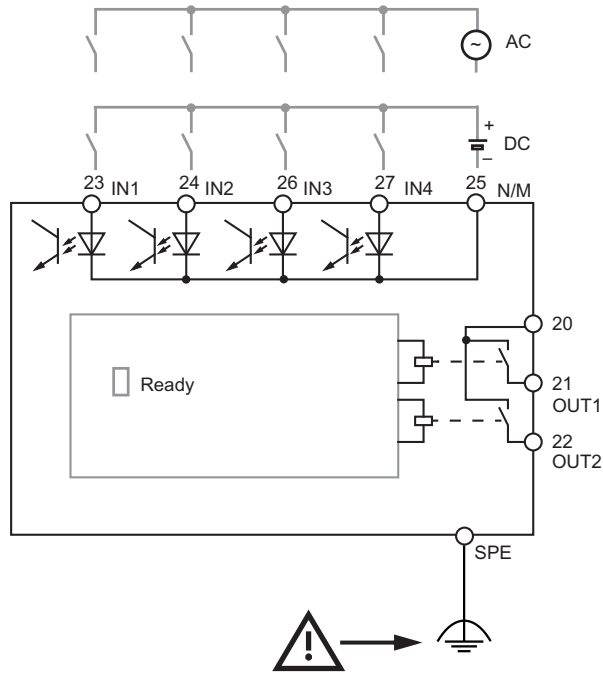 ~ AC
+
DC
–
23 IN1 24 IN2 26 IN3 27 IN4 25 N/M
20
Ready
21
OUT1
22
OUT2
SPE
!